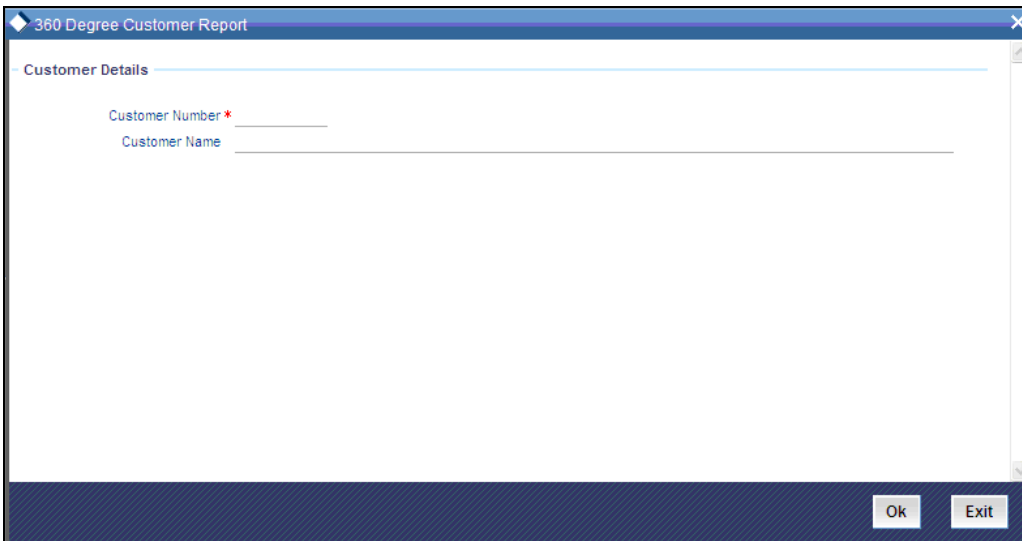 360 Degree Customer Report
Customer Details
Customer Number *
Customer Name
Ok Exit